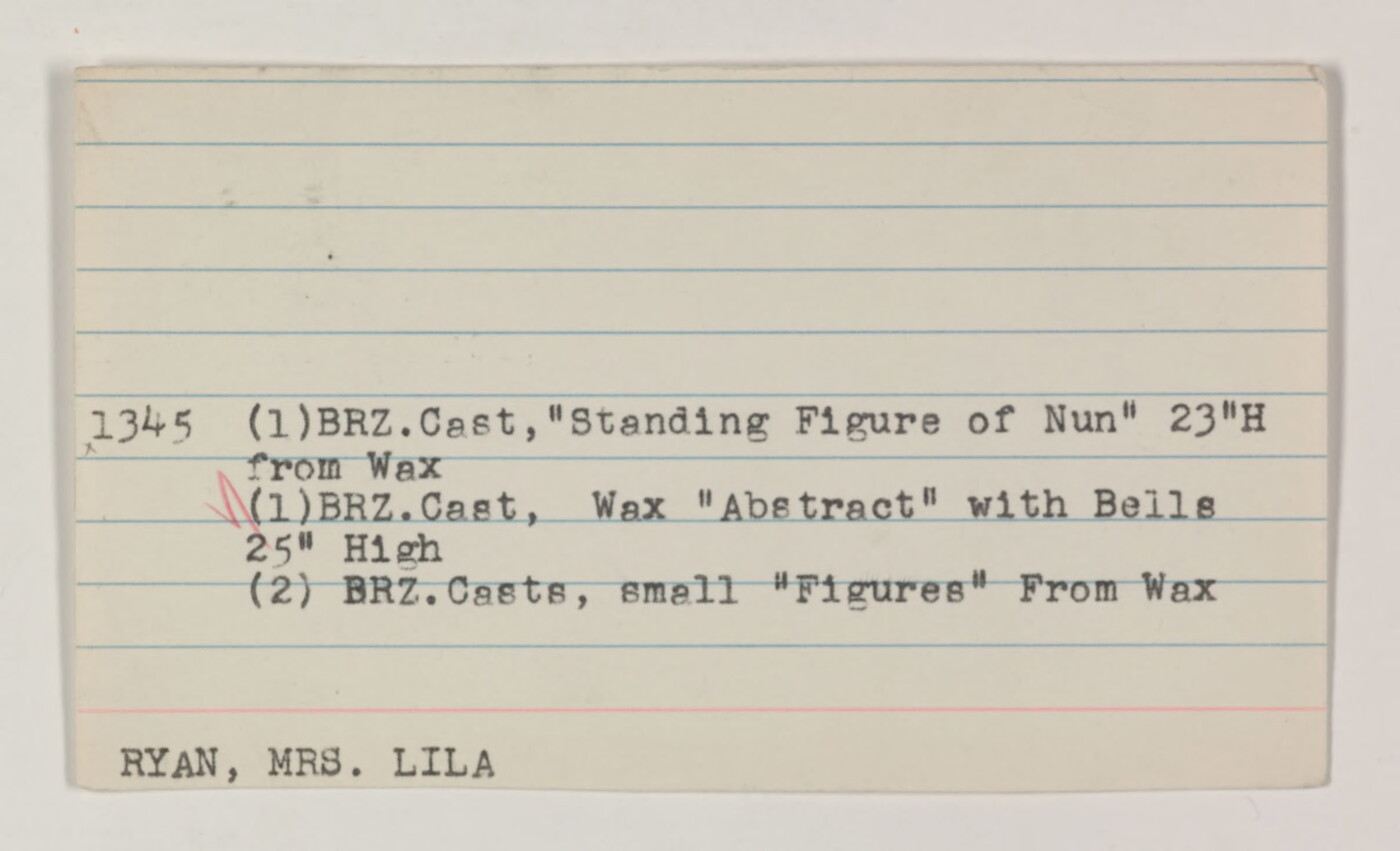 1345 (1)BRZ.Cast,"Standing Figure of Nun" 23"H
from Wax
(1)BRZ.Cast, Wax "Abstract" with Bells
25" High
(2) BRZ.Casts, small "Figures" From Wax
RYAN, MRS. LILA